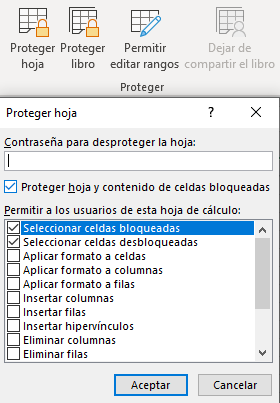 Proteger Proteger Permitir Dejar de
hoja libro editar rangos compartir el libro
Proteger
Proteger hoja ? ×
Contraseña para desproteger la hoja:
Proteger hoja y contenido de celdas bloqueadas
Permitir a los usuarios de esta hoja de cálculo:
Seleccionar celdas bloqueadas
Seleccionar celdas desbloqueadas
Aplicar formato a celdas
Aplicar formato a columnas
Aplicar formato a filas
Insertar columnas
Insertar filas
Insertar hipervínculos
Eliminar columnas
Eliminar filas
Aceptar Cancelar